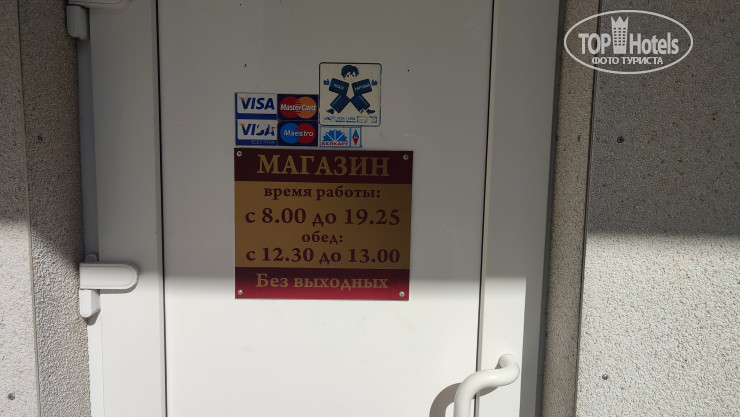 TOP Hotels
ФОТО ТУРИСТА
VISA MasterCard
VISA Maestro БЕЛКАРТ
МАГАЗИН
время работы:
с 8.00 до 19.25
обед:
с 12.30 до 13.00
Без выходных